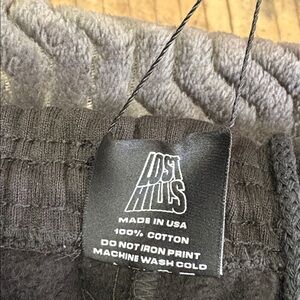 LOST
HILLS
MADE IN USA
100% COTTON
DO NOT IRON PRINT
MACHINE WASH COLD